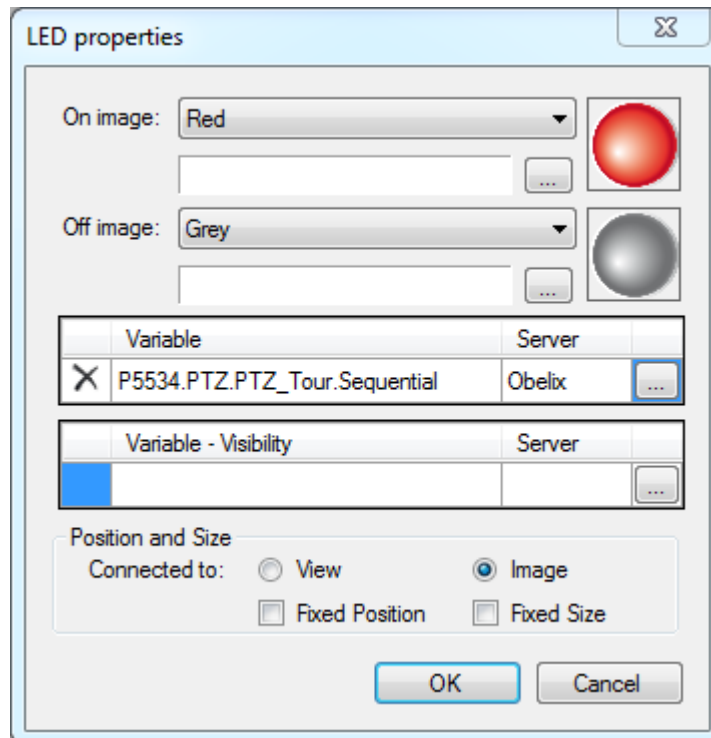 LED properties
On image: Red
...
Off image: Grey
...
Variable Server
P5534.PTZ.PTZ_Tour.Sequential Obelix ...
Variable - Visibility Server
...
Position and Size
Connected to: View Image
Fixed Position Fixed Size
OK Cancel